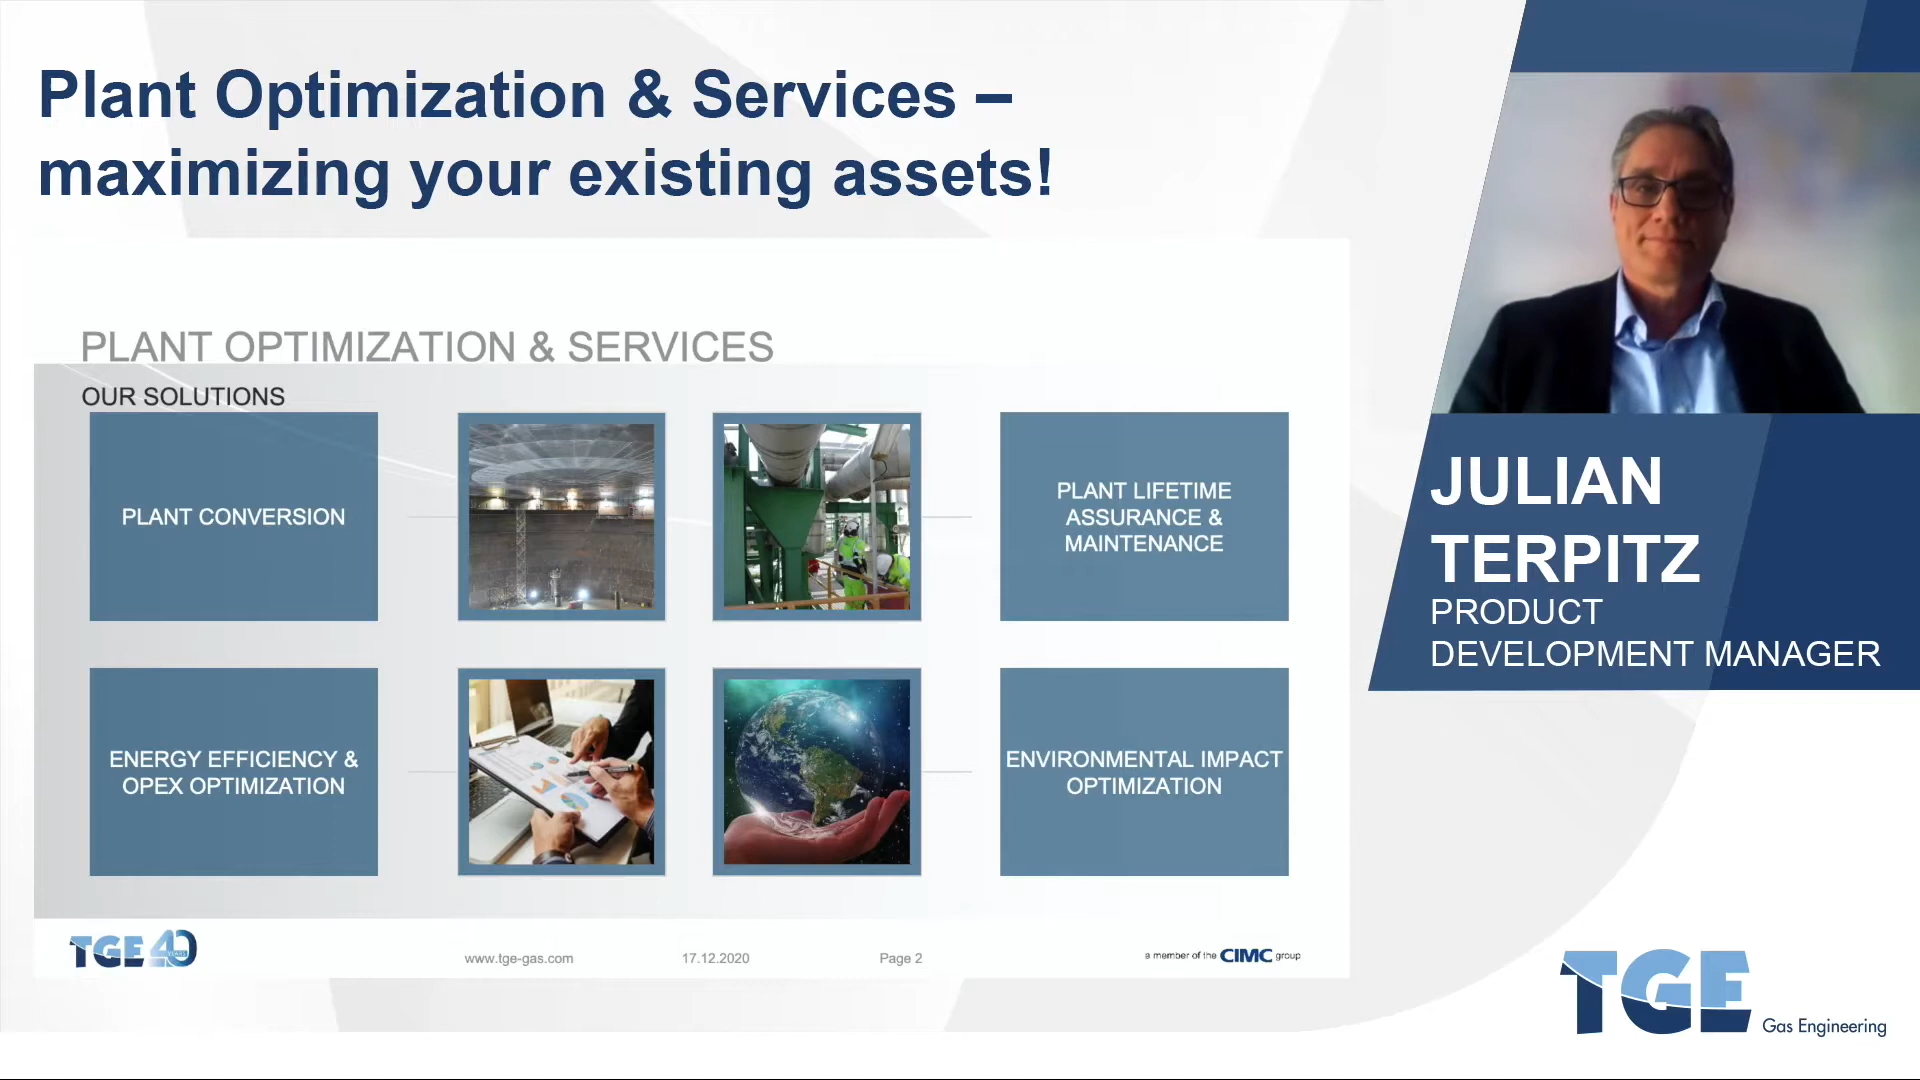 Plant Optimization & Services –
maximizing your existing assets!
PLANT OPTIMIZATION & SERVICES
OUR SOLUTIONS
PLANT CONVERSION
PLANT LIFETIME
ASSURANCE &
MAINTENANCE
ENERGY EFFICIENCY &
OPEX OPTIMIZATION
ENVIRONMENTAL IMPACT
OPTIMIZATION
TGE 40 YEARS
www.tge-gas.com
17.12.2020
Page 2
a member of the CIMC group
JULIAN
TERPITZ
PRODUCT
DEVELOPMENT MANAGER
TGE Gas Engineering